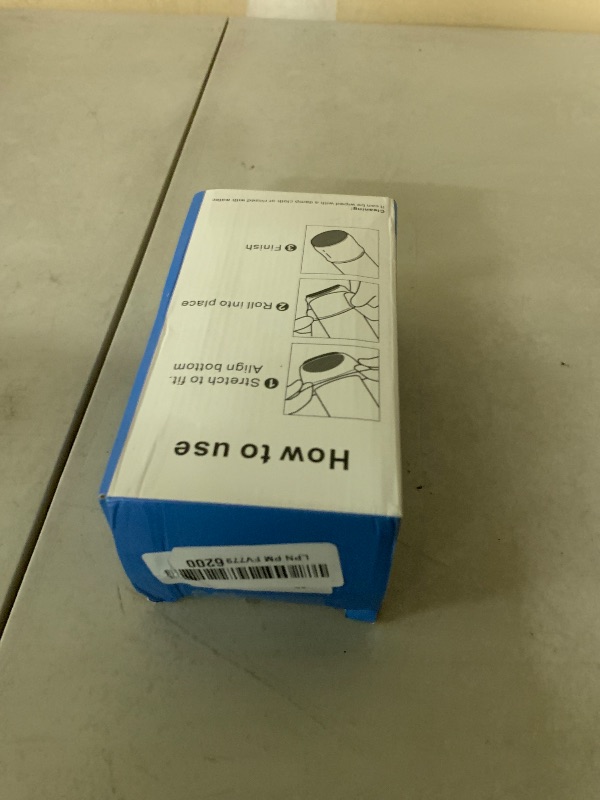 How to use
1 Stretch to fit.
Align bottom
2 Roll into place
3 Finish
Cleaning:
It can be wiped with a damp cloth or rinsed with water
LPN PM FV779 6200